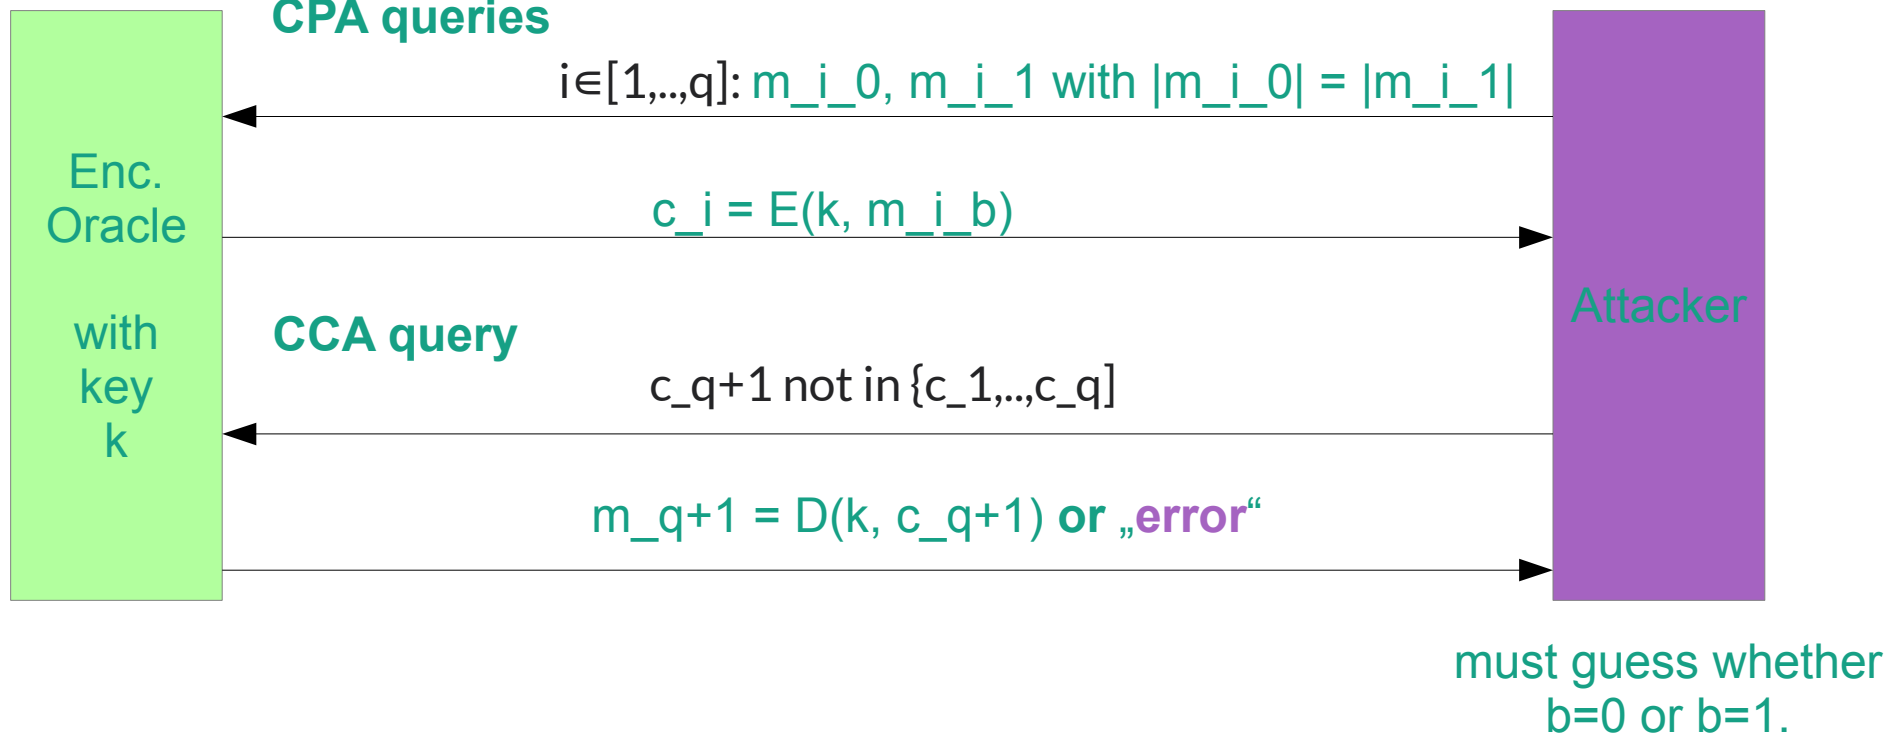 CPA queries
i∈[1,..,q]: m_i_0, m_i_1 with |m_i_0| = |m_i_1|
Enc.
Oracle
with
key
k
c_i = E(k, m_i_b)
Attacker
CCA query
c_q+1 not in {c_1,..,c_q]
m_q+1 = D(k, c_q+1) or „error“
must guess whether
b=0 or b=1.